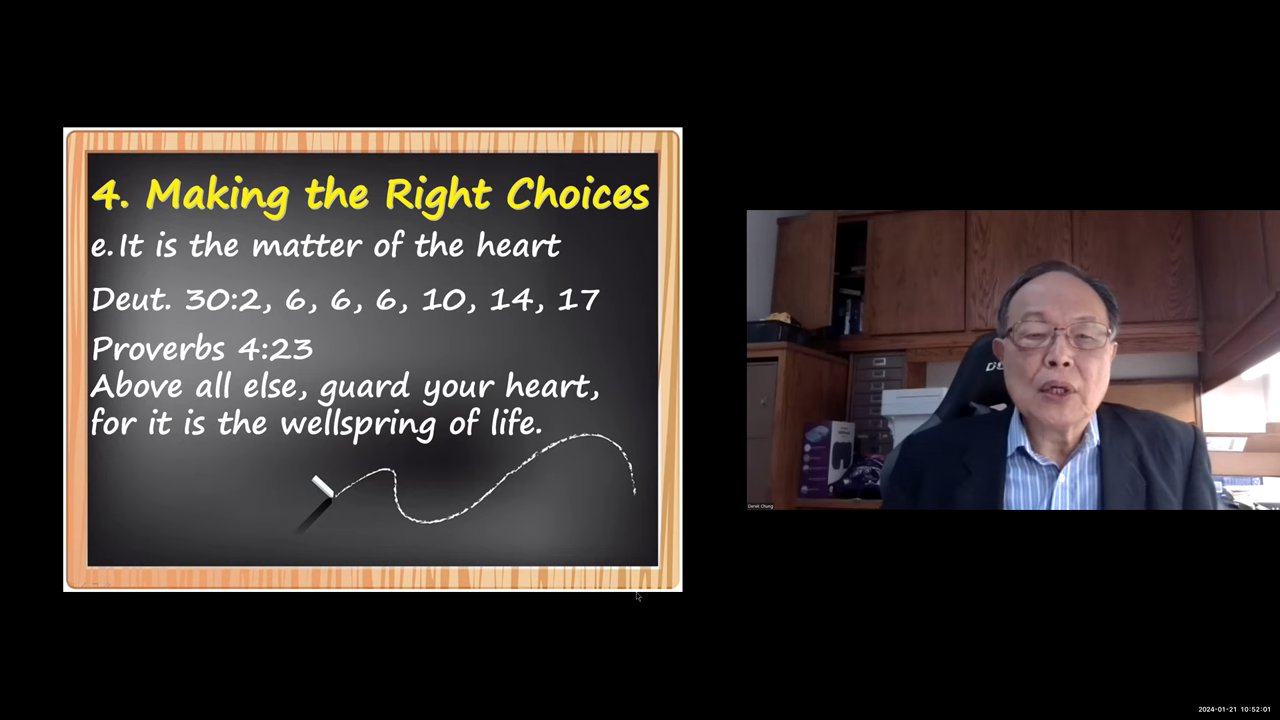 4. Making the Right Choices
e. It is the matter of the heart
Deut. 30:2, 6, 6, 6, 10, 14, 17
Proverbs 4:23
Above all else, guard your heart,
for it is the wellspring of life.
Derek Chung
2024-01-21 10:52:01